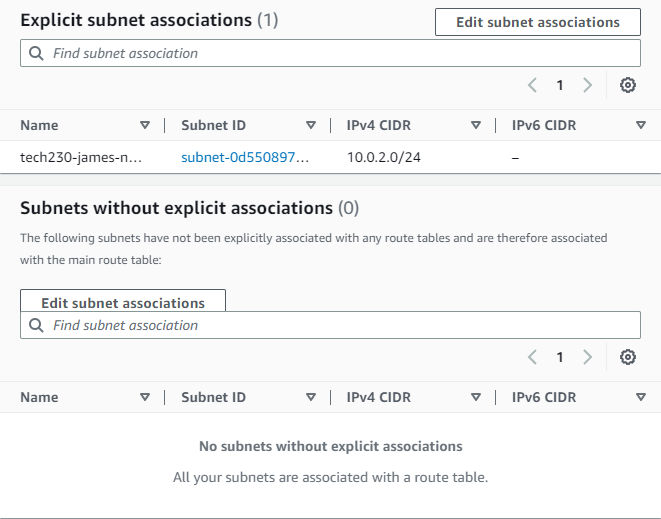 Explicit subnet associations (1)
Edit subnet associations
Find subnet association
1
Name Subnet ID IPv4 CIDR IPv6 CIDR
tech230-james-n... subnet-0d550897... 10.0.2.0/24 –
Subnets without explicit associations (0)
The following subnets have not been explicitly associated with any route tables and are therefore associated
with the main route table:
Edit subnet associations
Find subnet association
1
Name Subnet ID IPv4 CIDR IPv6 CIDR
No subnets without explicit associations
All your subnets are associated with a route table.